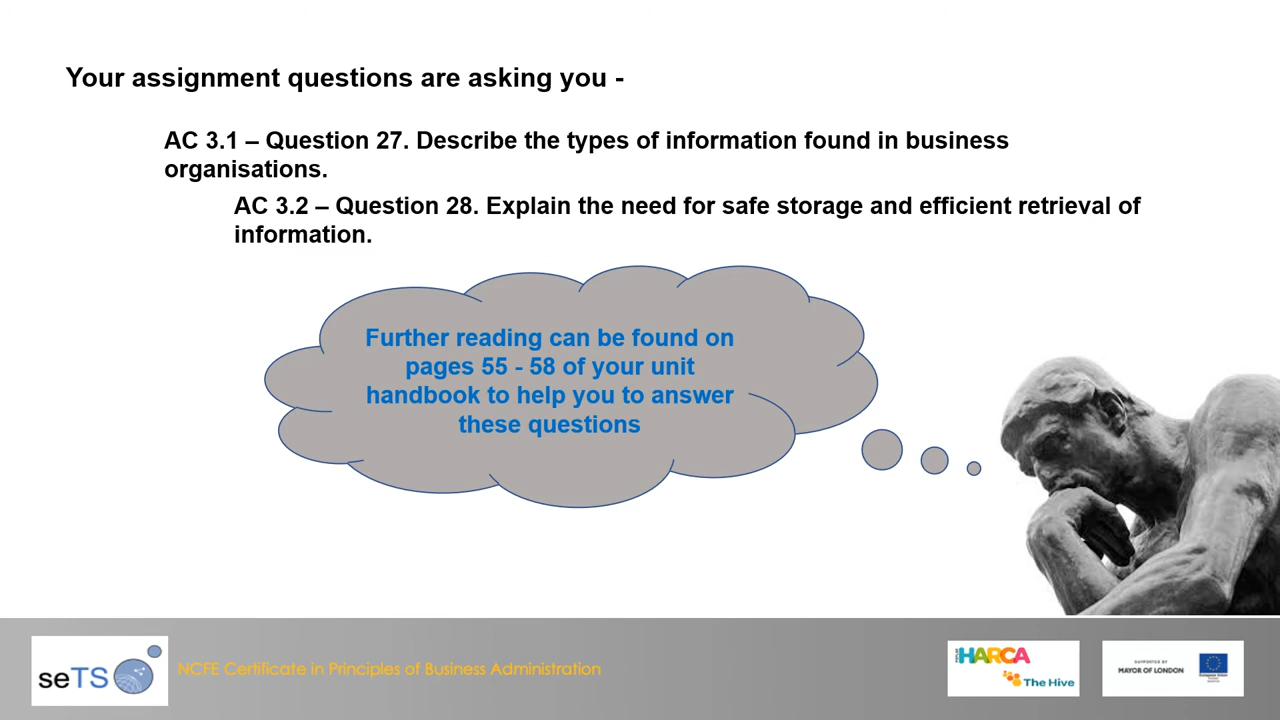 Your assignment questions are asking you -
AC 3.1 – Question 27. Describe the types of information found in business
organisations.
AC 3.2 – Question 28. Explain the need for safe storage and efficient retrieval of
information.
Further reading can be found on
pages 55 - 58 of your unit
handbook to help you to answer
these questions
seTS
NCFE Certificate in Principles of Business Administration
HARCA
The Hive
SUPPORTED BY
MAYOR OF LONDON
European Union